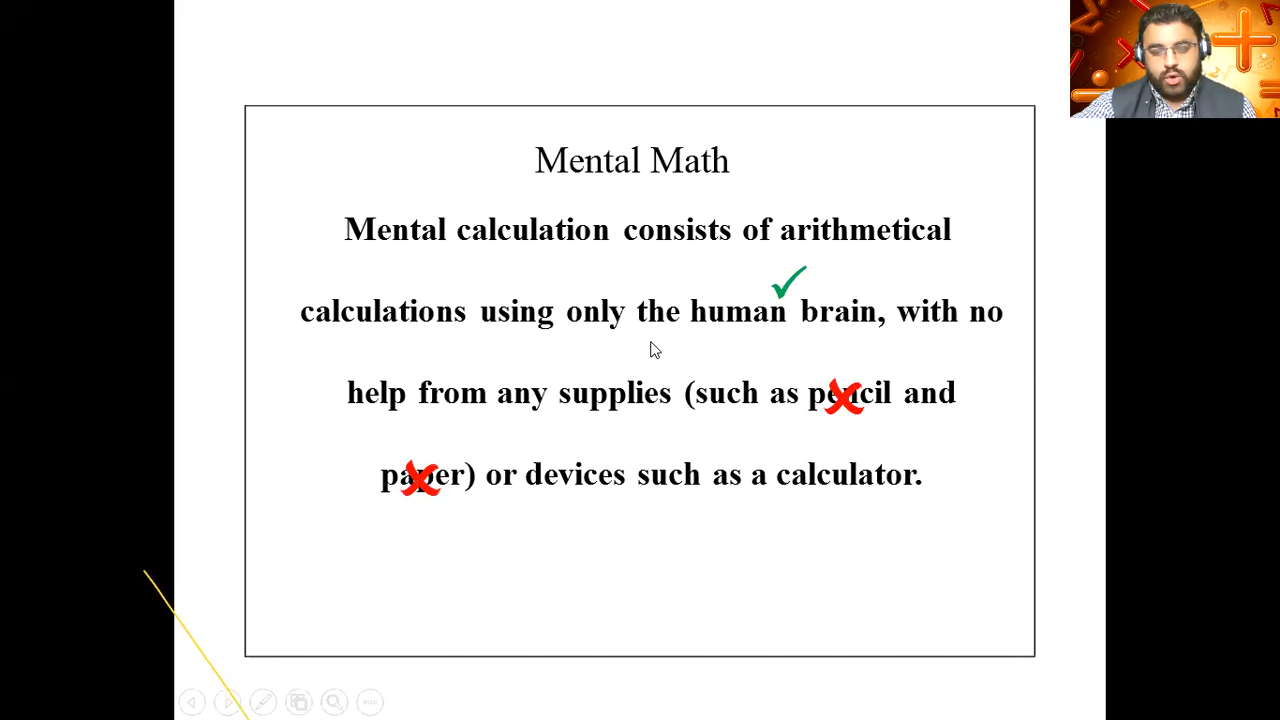 Mental Math
Mental calculation consists of arithmetical
calculations using only the human brain, with no
help from any supplies (such as pencil and
paper) or devices such as a calculator.